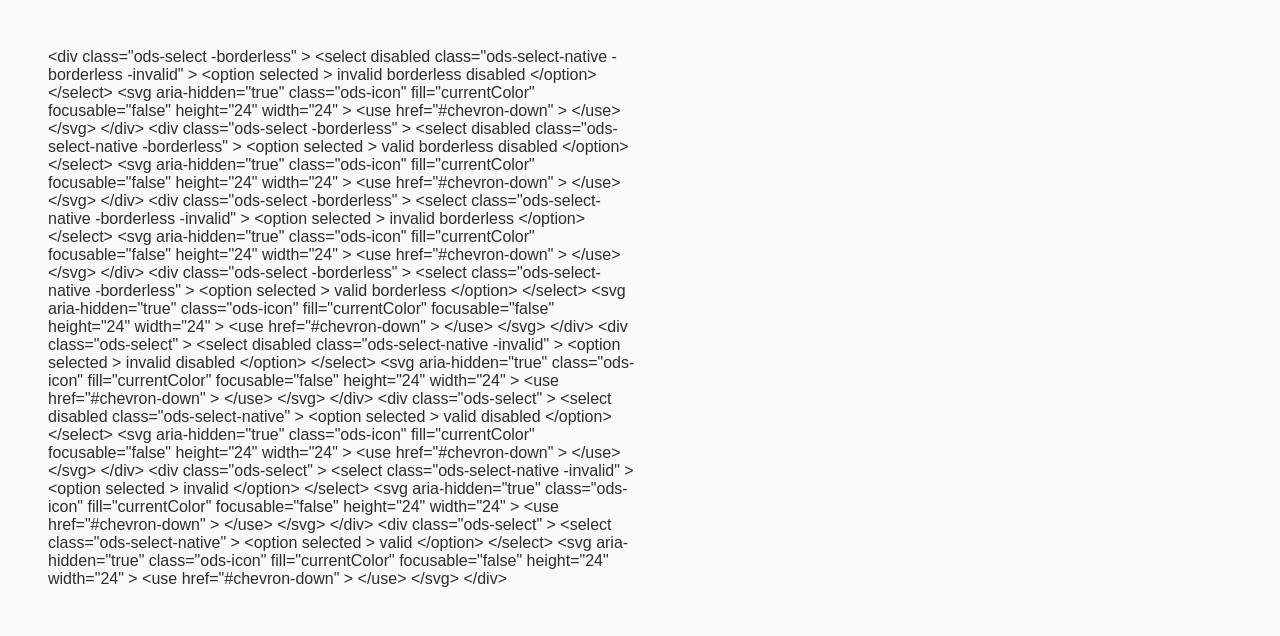 <div class="ods-select -borderless" > <select disabled class="ods-select-native -
borderless -invalid" > <option selected > invalid borderless disabled </option>
</select> <svg aria-hidden="true" class="ods-icon" fill="currentColor"
focusable="false" height="24" width="24" > <use href="#chevron-down" > </use>
</svg> </div> <div class="ods-select -borderless" > <select disabled class="ods-
select-native -borderless" > <option selected > valid borderless disabled </option>
</select> <svg aria-hidden="true" class="ods-icon" fill="currentColor"
focusable="false" height="24" width="24" > <use href="#chevron-down" > </use>
</svg> </div> <div class="ods-select -borderless" > <select class="ods-select-
native -borderless -invalid" > <option selected > invalid borderless </option>
</select> <svg aria-hidden="true" class="ods-icon" fill="currentColor"
focusable="false" height="24" width="24" > <use href="#chevron-down" > </use>
</svg> </div> <div class="ods-select -borderless" > <select class="ods-select-
native -borderless" > <option selected > valid borderless </option> </select> <svg
aria-hidden="true" class="ods-icon" fill="currentColor" focusable="false"
height="24" width="24" > <use href="#chevron-down" > </use> </svg> </div> <div
class="ods-select" > <select disabled class="ods-select-native -invalid" > <option
selected > invalid disabled </option> </select> <svg aria-hidden="true" class="ods-
icon" fill="currentColor" focusable="false" height="24" width="24" > <use
href="#chevron-down" > </use> </svg> </div> <div class="ods-select" > <select
disabled class="ods-select-native" > <option selected > valid disabled </option>
</select> <svg aria-hidden="true" class="ods-icon" fill="currentColor"
focusable="false" height="24" width="24" > <use href="#chevron-down" > </use>
</svg> </div> <div class="ods-select" > <select class="ods-select-native -invalid" >
<option selected > invalid </option> </select> <svg aria-hidden="true" class="ods-
icon" fill="currentColor" focusable="false" height="24" width="24" > <use
href="#chevron-down" > </use> </svg> </div> <div class="ods-select" > <select
class="ods-select-native" > <option selected > valid </option> </select> <svg aria-
hidden="true" class="ods-icon" fill="currentColor" focusable="false" height="24"
width="24" > <use href="#chevron-down" > </use> </svg> </div>